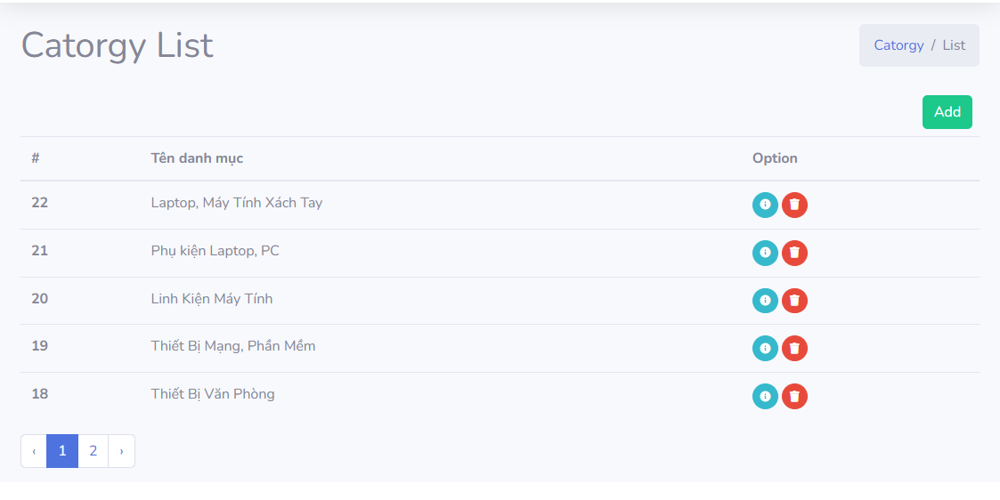 Catorgy List
Catorgy / List
Add
# Tên danh mục Option
22 Laptop, Máy Tính Xách Tay
21 Phụ kiện Laptop, PC
20 Linh Kiện Máy Tính
19 Thiết Bị Mạng, Phần Mềm
18 Thiết Bị Văn Phòng
‹ 1 2 ›